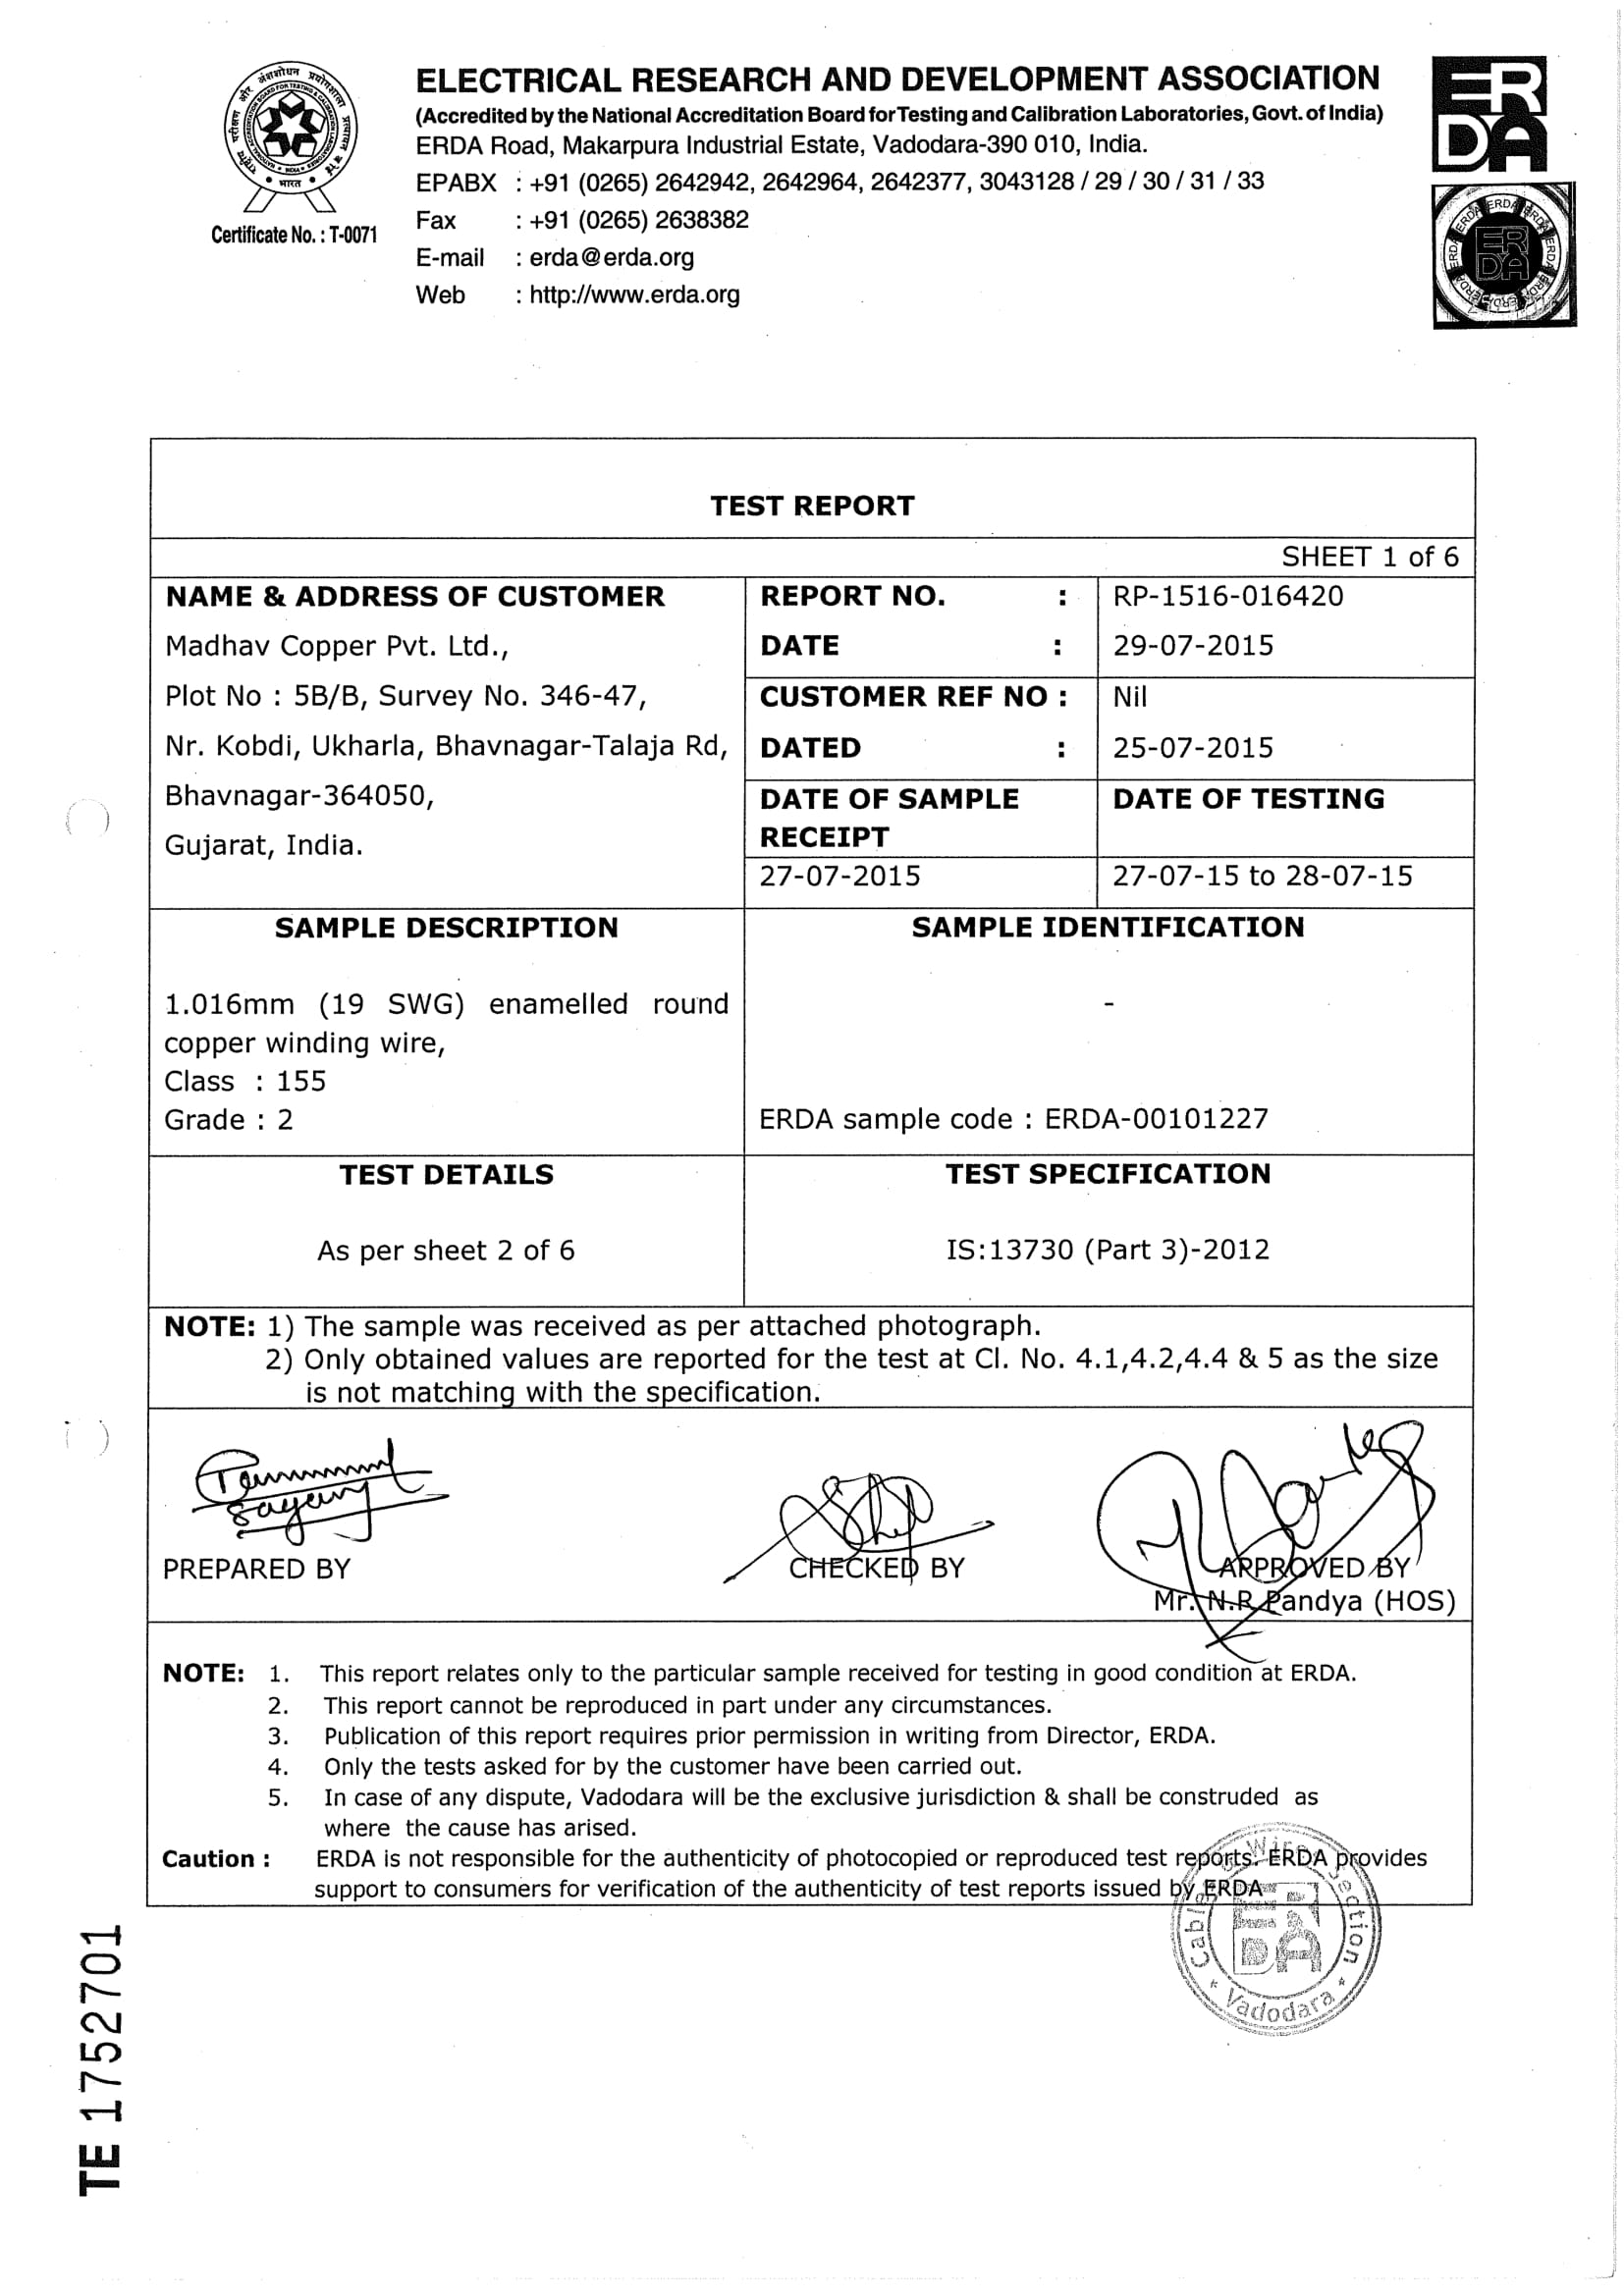 ELECTRICAL RESEARCH AND DEVELOPMENT ASSOCIATION
(Accredited by the National Accreditation Board for Testing and Calibration Laboratories, Govt. of India)
ERDA Road, Makarpura Industrial Estate, Vadodara-390 010, India.
EPABX : +91 (0265) 2642942, 2642964, 2642377, 3043128 / 29 / 30 / 31 / 33
Fax : +91 (0265) 2638382
E-mail : erda@erda.org
Web : http://www.erda.org
भारत
Certificate No. : T-0071
ERDA
ERDA
TEST REPORT
SHEET 1 of 6
NAME & ADDRESS OF CUSTOMER
Madhav Copper Pvt. Ltd.,
Plot No : 5B/B, Survey No. 346-47,
Nr. Kobdi, Ukharla, Bhavnagar-Talaja Rd,
Bhavnagar-364050,
Gujarat, India.
REPORT NO. : RP-1516-016420
DATE : 29-07-2015
CUSTOMER REF NO : Nil
DATED : 25-07-2015
DATE OF SAMPLE
RECEIPT
DATE OF TESTING
27-07-2015
27-07-15 to 28-07-15
SAMPLE DESCRIPTION
1.016mm (19 SWG) enamelled round
copper winding wire,
Class : 155
Grade : 2
SAMPLE IDENTIFICATION
-
ERDA sample code : ERDA-00101227
TEST DETAILS
As per sheet 2 of 6
TEST SPECIFICATION
IS:13730 (Part 3)-2012
NOTE: 1) The sample was received as per attached photograph.
2) Only obtained values are reported for the test at Cl. No. 4.1,4.2,4.4 & 5 as the size
is not matching with the specification.
PREPARED BY
CHECKED BY
APPROVED BY
Mr. N.R.Pandya (HOS)
NOTE: 1. This report relates only to the particular sample received for testing in good condition at ERDA.
2. This report cannot be reproduced in part under any circumstances.
3. Publication of this report requires prior permission in writing from Director, ERDA.
4. Only the tests asked for by the customer have been carried out.
5. In case of any dispute, Vadodara will be the exclusive jurisdiction & shall be construded as
where the cause has arised.
Caution : ERDA is not responsible for the authenticity of photocopied or reproduced test reports. ERDA provides
support to consumers for verification of the authenticity of test reports issued by ERDA
Vadodara
TE 1752701